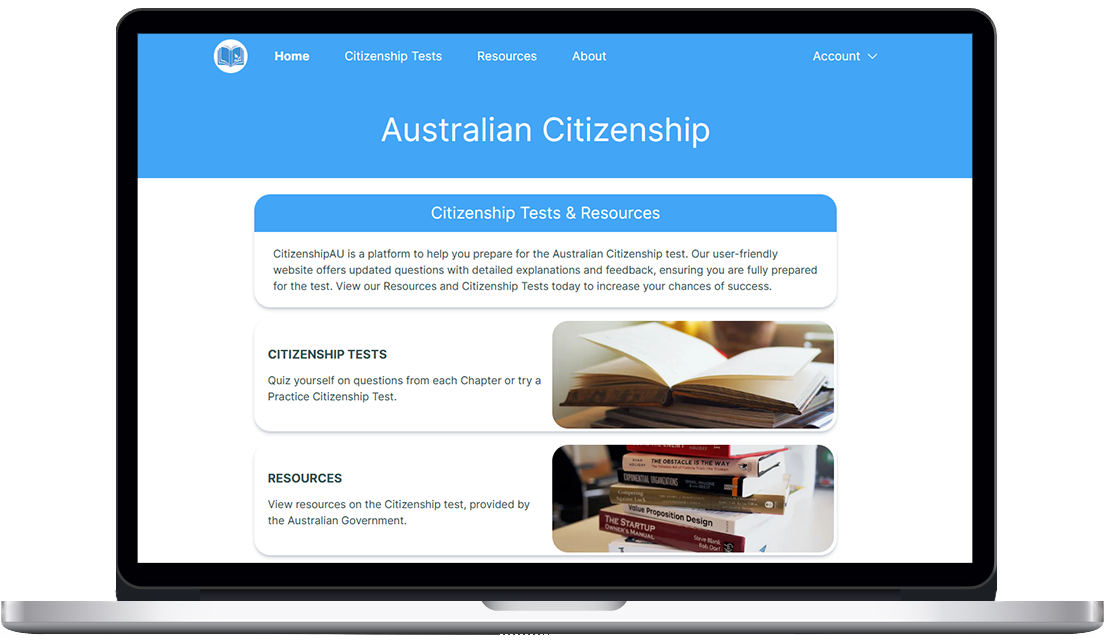 Home
Citizenship Tests
Resources
About
Account
Australian Citizenship
Citizenship Tests & Resources
CitizenshipAU is a platform to help you prepare for the Australian Citizenship test. Our user-friendly
website offers updated questions with detailed explanations and feedback, ensuring you are fully prepared
for the test. View our Resources and Citizenship Tests today to increase your chances of success.
CITIZENSHIP TESTS
Quiz yourself on questions from each Chapter or try a
Practice Citizenship Test.
RESOURCES
View resources on the Citizenship test, provided by
the Australian Government.
THE OBSTACLE IS THE WAY
EXPONENTIAL ORGANIZATIONS
Competing
Against Luck
Value Proposition Design
THE STARTUP
OWNER'S MANUAL
Steve Blank
Bob Dorf